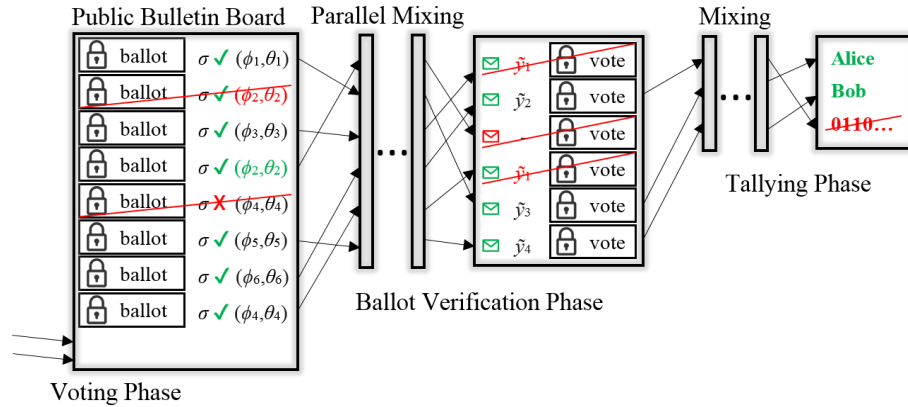 Public Bulletin Board
ballot σ ✓ (ϕ₁,θ₁)
ballot σ ✓ (ϕ₂,θ₂)
ballot σ ✓ (ϕ₃,θ₃)
ballot σ ✓ (ϕ₂,θ₂)
ballot σ X (ϕ₄,θ₄)
ballot σ ✓ (ϕ₅,θ₅)
ballot σ ✓ (ϕ₆,θ₆)
ballot σ ✓ (ϕ₄,θ₄)
Voting Phase
Parallel Mixing
...
ỹ₁ vote
ỹ₂ vote
- vote
ỹ₁ vote
ỹ₃ vote
ỹ₄ vote
Ballot Verification Phase
Mixing
...
Alice
Bob
0110...
Tallying Phase